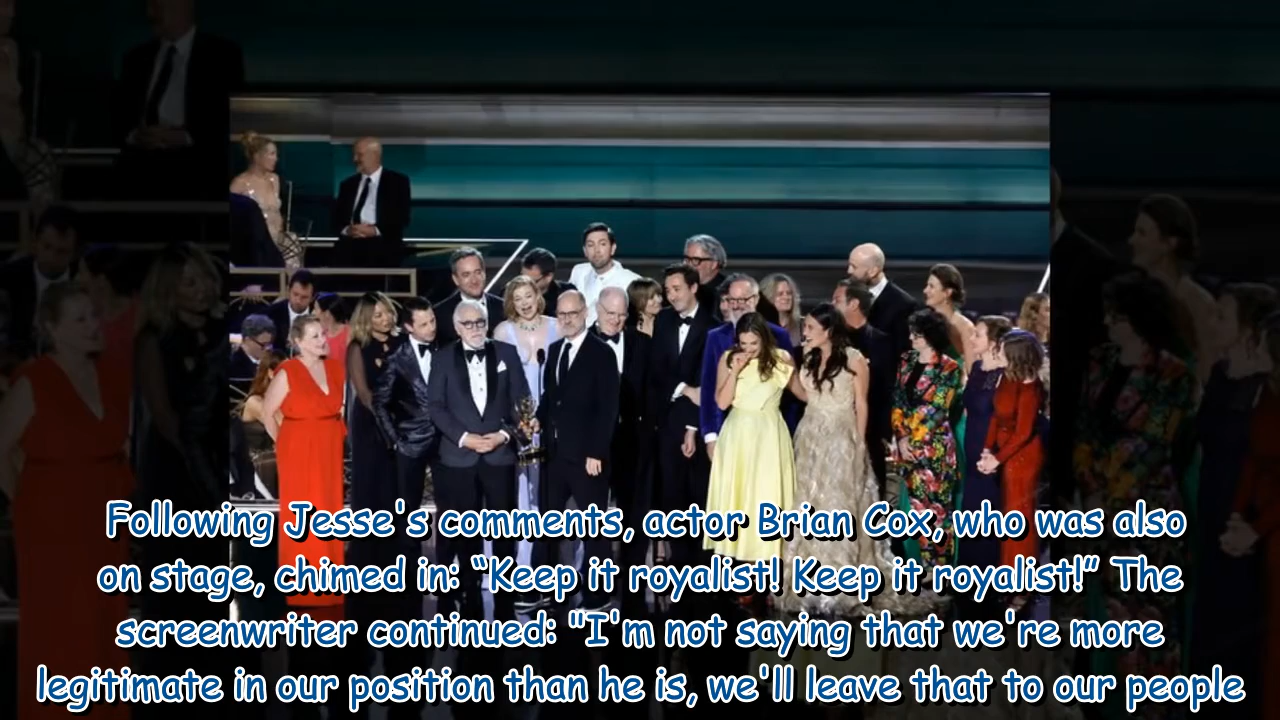 Following Jesse's comments, actor Brian Cox, who was also
on stage, chimed in: “Keep it royalist! Keep it royalist!” The
screenwriter continued: "I'm not saying that we're more
legitimate in our position than he is, we'll leave that to our people